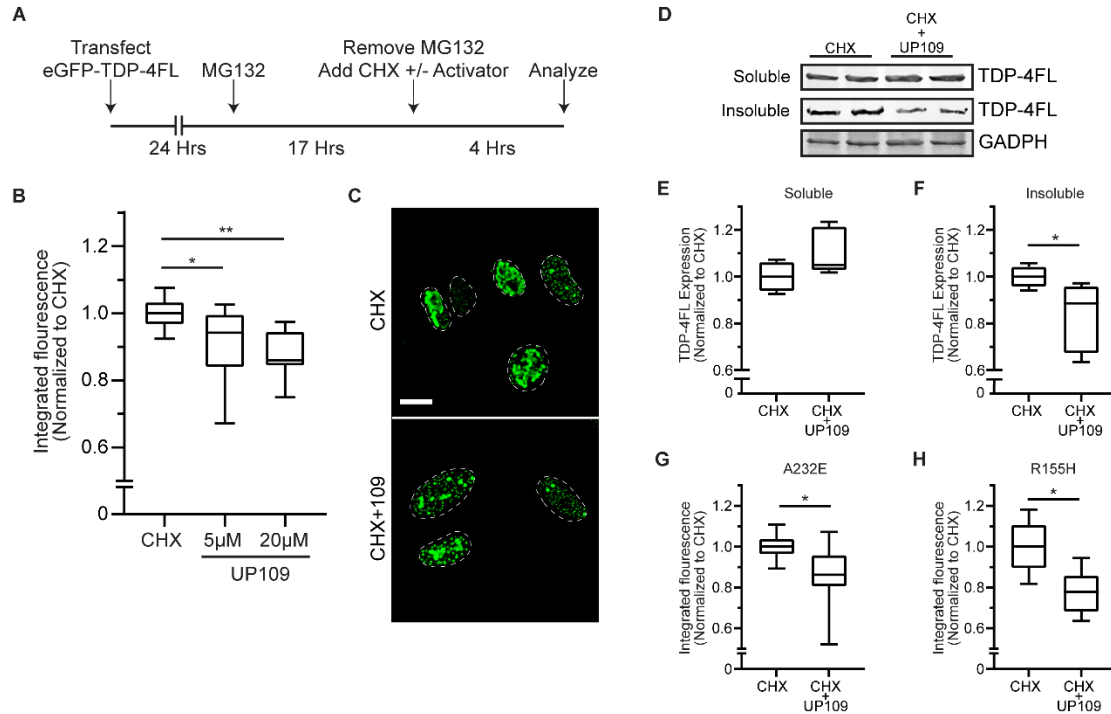 A
Transfect
eGFP-TDP-4FL
MG132
Remove MG132
Add CHX +/- Activator
Analyze
24 Hrs
17 Hrs
4 Hrs
B
Integrated flourescence
(Normalized to CHX)
1.2
1.0
0.8
0.6
0
**
*
CHX
5µM
20µM
UP109
C
CHX
CHX+109
D
CHX
CHX
+
UP109
Soluble
TDP-4FL
Insoluble
TDP-4FL
GADPH
E
Soluble
TDP-4FL Expression
(Normalized to CHX)
1.2
1.0
0.8
0.6
0
CHX
CHX
+
UP109
F
Insoluble
TDP-4FL Expression
(Normalized to CHX)
1.2
1.0
0.8
0.6
0
*
CHX
CHX
+
UP109
G
A232E
Integrated flourescence
(Normalized to CHX)
1.2
1.0
0.8
0.6
0
*
CHX
CHX
+
UP109
H
R155H
Integrated flourescence
(Normalized to CHX)
1.2
1.0
0.8
0.6
0
*
CHX
CHX
+
UP109